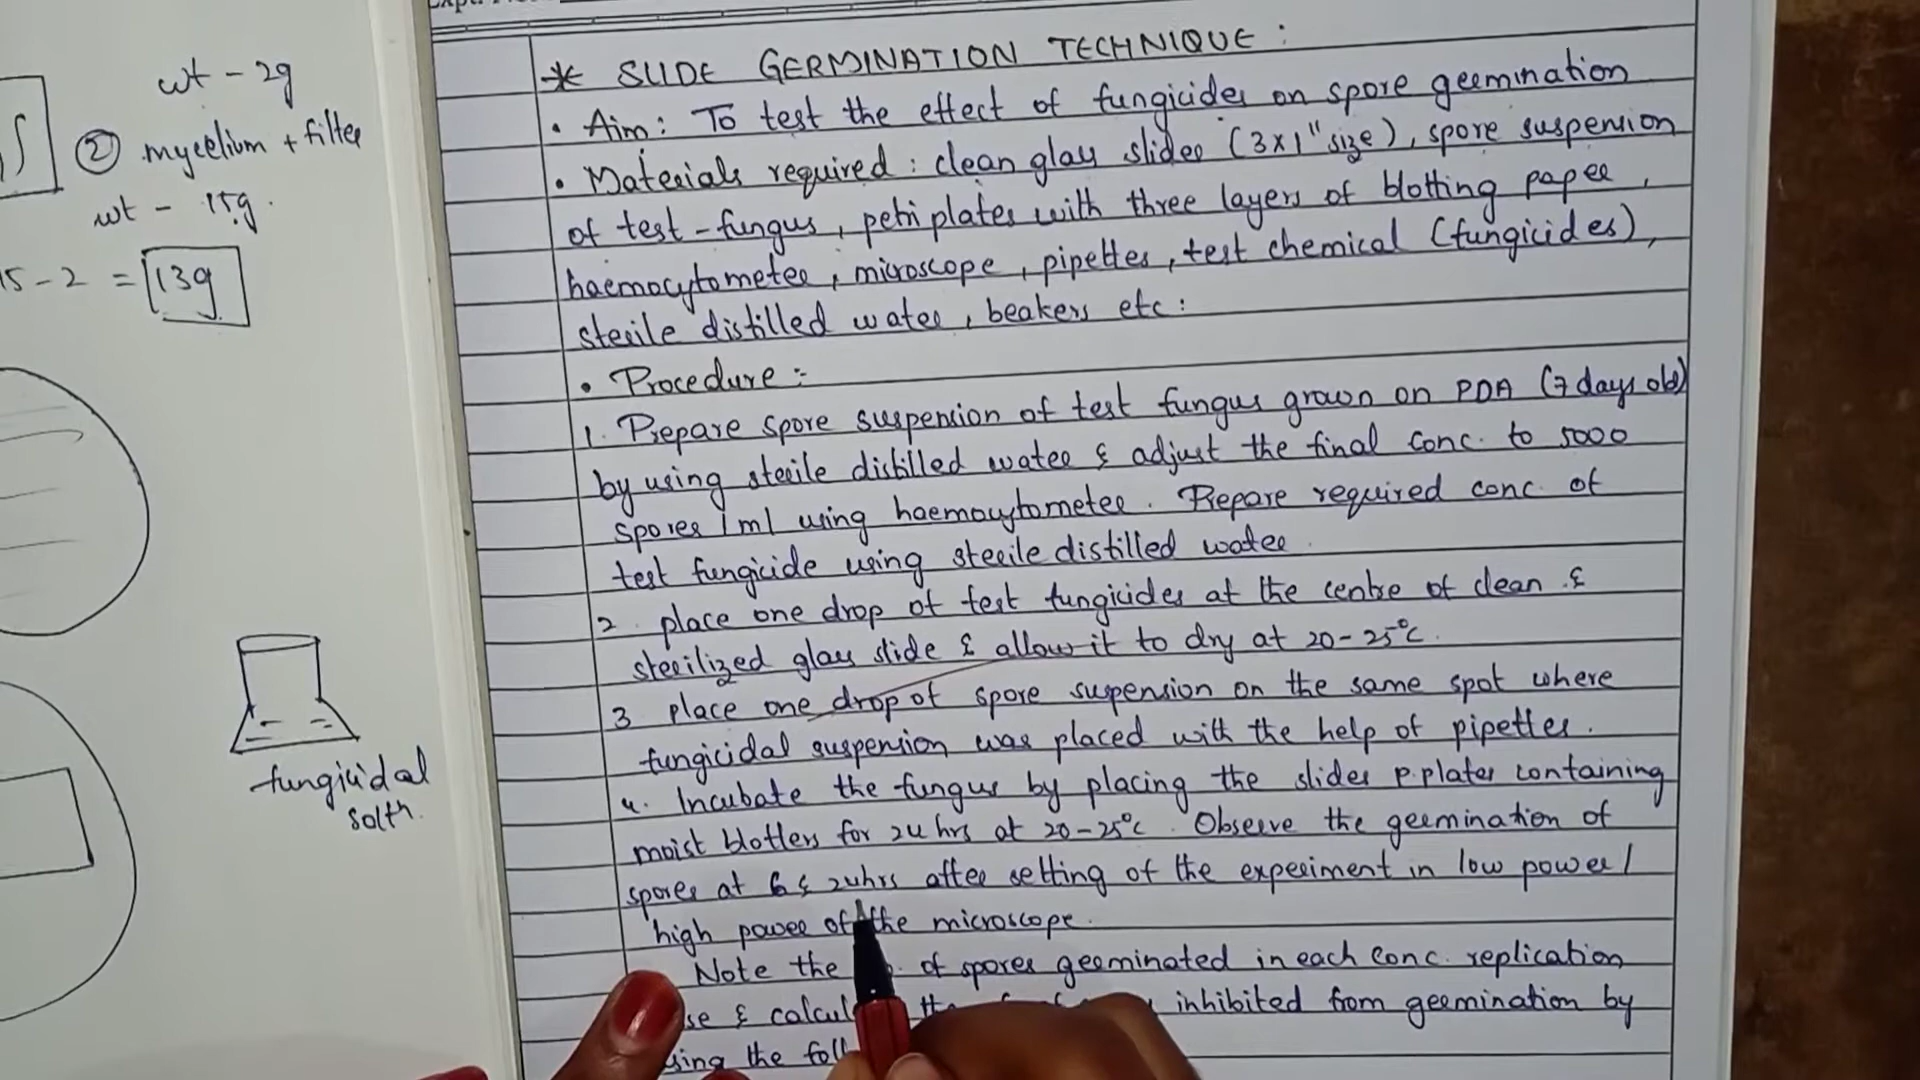 wt - 2g
② mycelium + filter
wt - 15g.
15 - 2 = 13g
fungicidal
solth.
* SLIDE GERMINATION TECHNIQUE :
• Aim : To test the effect of fungicides on spore germination
• Materials required : clean glass slides (3x1" size), spore suspension
of test-fungus, petriplates with three layers of blotting paper,
haemocytometer, microscope, pipettes, test chemical (fungicides),
sterile distilled water, beakers etc :
• Procedure :-
1. Prepare spore suspension of test fungus grown on PDA (7 days old)
by using sterile distilled water & adjust the final conc. to 5000
spores /ml using haemocytometer. Prepare required conc. of
test fungicide using sterile distilled water.
2. place one drop of test fungicides at the centre of clean &
sterilized glass slide & allow it to dry at 20-25°c.
3 place one drop of spore suspension on the same spot where
fungicidal suspension was placed with the help of pipettes.
4. Incubate the fungus by placing the slides p.plates containing
moist blotters for 24 hrs at 20-25°c. Observe the germination of
spores at 6 & 24hrs after setting of the experiment in low power/
high power of the microscope.
Note the of spores germinated in each conc. replication
& inhibited from germination by
the